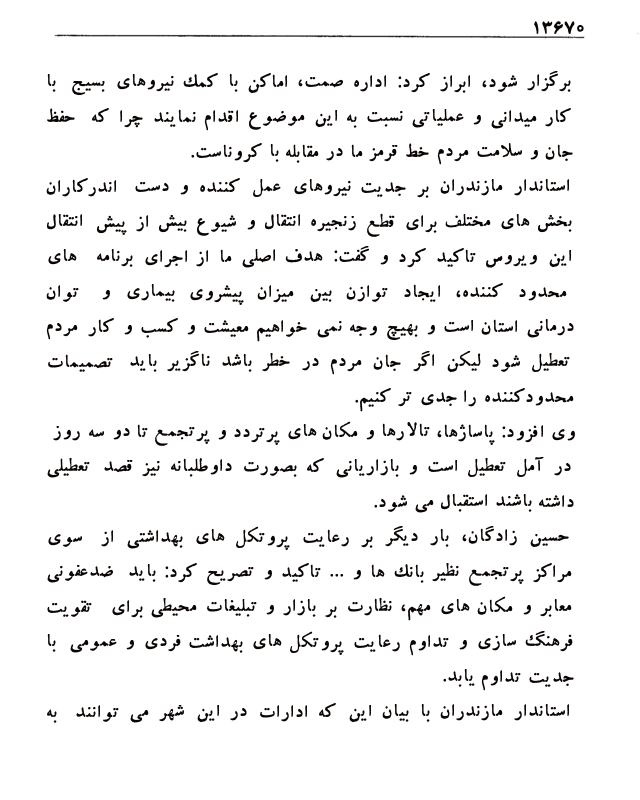 ۱۳۶۷۰
برگزار شود، ابراز کرد: اداره صمت، اماکن با کمک نیروهای بسیج با
کار میدانی و عملیاتی نسبت به این موضوع اقدام نمایند چرا که حفظ
جان و سلامت مردم خط قرمز ما در مقابله با کروناست.
استاندار مازندران بر جدیت نیروهای عمل کننده و دست اندرکاران
بخش های مختلف برای قطع زنجیره انتقال و شیوع بیش از پیش انتقال
این ویروس تاکید کرد و گفت: هدف اصلی ما از اجرای برنامه های
محدود کننده، ایجاد توازن بین میزان پیشروی بیماری و توان
درمانی استان است و بهیچ وجه نمی خواهیم معیشت و کسب و کار مردم
تعطیل شود لیکن اگر جان مردم در خطر باشد ناگزیر باید تصمیمات
محدودکننده را جدی تر کنیم.
وی افزود: پاساژها، تالارها و مکان های پرتردد و پرتجمع تا دو سه روز
در آمل تعطیل است و بازاریانی که بصورت داوطلبانه نیز قصد تعطیلی
داشته باشند استقبال می شود.
حسین زادگان، بار دیگر بر رعایت پروتکل های بهداشتی از سوی
مراکز پرتجمع نظیر بانک ها و ... تاکید و تصریح کرد: باید ضدعفونی
معابر و مکان های مهم، نظارت بر بازار و تبلیغات محیطی برای تقویت
فرهنگ سازی و تداوم رعایت پروتکل های بهداشت فردی و عمومی با
جدیت تداوم یابد.
استاندار مازندران با بیان این که ادارات در این شهر می توانند به